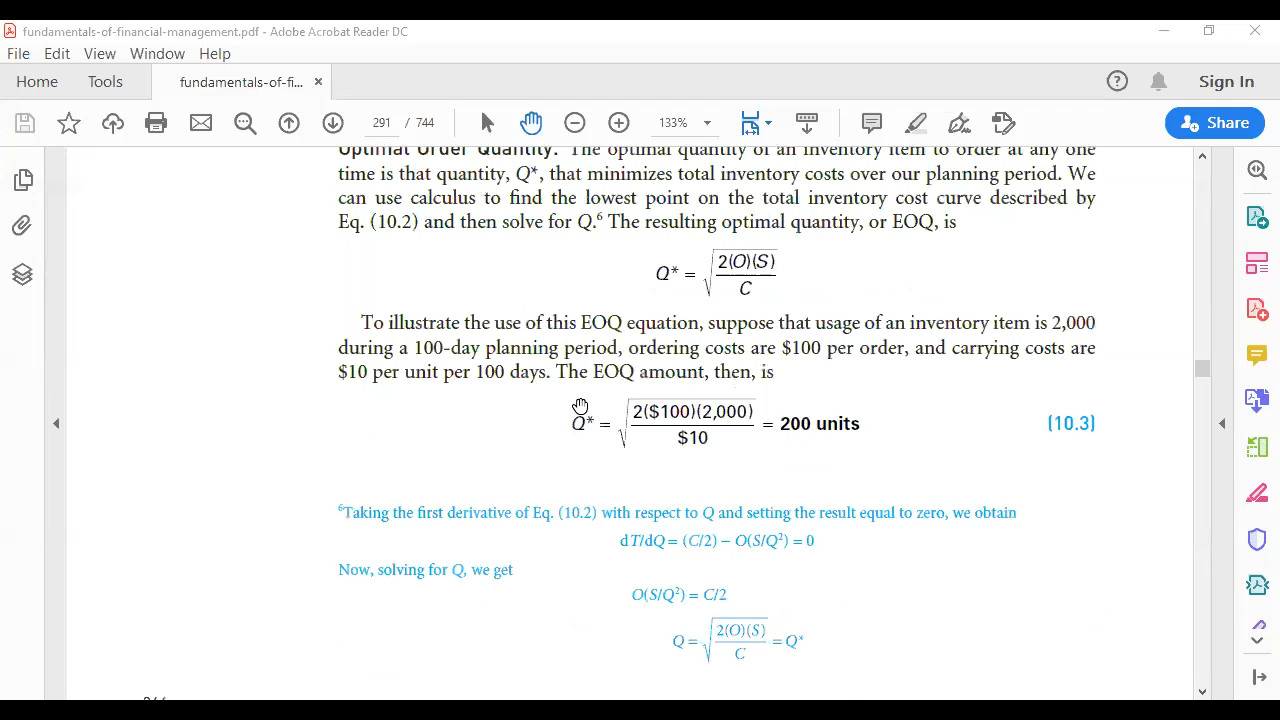 fundamentals-of-financial-management.pdf - Adobe Acrobat Reader DC
File Edit View Window Help
Home Tools fundamentals-of-fi... × Sign In
291 / 744 133% Share
Optimal Order Quantity. The optimal quantity of an inventory item to order at any one
time is that quantity, Q*, that minimizes total inventory costs over our planning period. We
can use calculus to find the lowest point on the total inventory cost curve described by
Eq. (10.2) and then solve for Q.⁶ The resulting optimal quantity, or EOQ, is
Q* = √(2(O)(S) / C)
To illustrate the use of this EOQ equation, suppose that usage of an inventory item is 2,000
during a 100-day planning period, ordering costs are $100 per order, and carrying costs are
$10 per unit per 100 days. The EOQ amount, then, is
Q* = √(2($100)(2,000) / $10) = 200 units (10.3)
⁶Taking the first derivative of Eq. (10.2) with respect to Q and setting the result equal to zero, we obtain
dT/dQ = (C/2) − O(S/Q²) = 0
Now, solving for Q, we get
O(S/Q²) = C/2
Q = √(2(O)(S) / C) = Q*